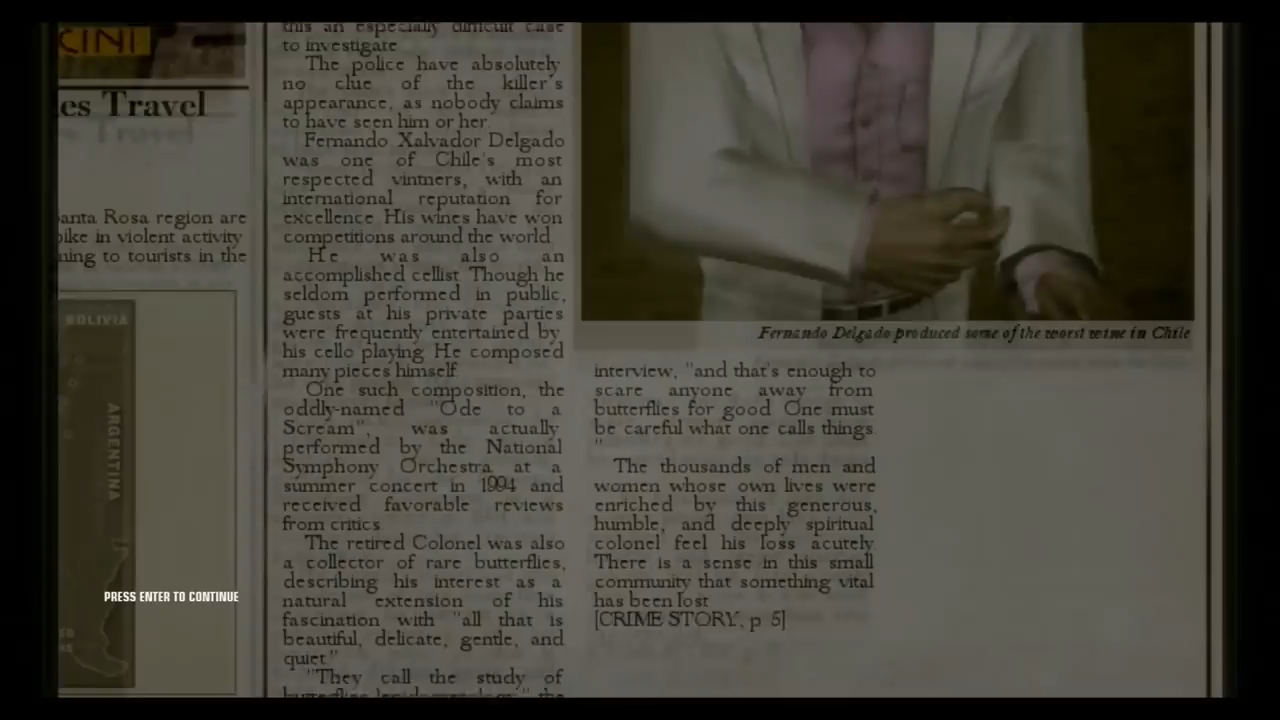 CINI
es Travel
anta Rosa region are
ike in violent activity
ing to tourists in the
BOLIVIA
ARGENTINA
PRESS ENTER TO CONTINUE
this an especially difficult case
to investigate
The police have absolutely
no clue of the killer's
appearance, as nobody claims
to have seen him or her
Fernando Xalvador Delgado
was one of Chile's most
respected vintners, with an
international reputation for
excellence. His wines have won
competitions around the world
He was also an
accomplished cellist. Though he
seldom performed in public,
guests at his private parties
were frequently entertained by
his cello playing. He composed
many pieces himself.
One such composition, the
oddly-named "Ode to a
Scream", was actually
performed by the National
Symphony Orchestra at a
summer concert in 1994 and
received favorable reviews
from critics
The retired Colonel was also
a collector of rare butterflies,
describing his interest as a
natural extension of his
fascination with "all that is
beautiful, delicate, gentle, and
quiet"
"They call the study of
Fernando Delgado produced some of the worst wine in Chile
interview, "and that's enough to
scare anyone away from
butterflies for good. One must
be careful what one calls things.
"
The thousands of men and
women whose own lives were
enriched by this generous,
humble, and deeply spiritual
colonel feel his loss acutely.
There is a sense in this small
community that something vital
has been lost
[CRIME STORY, p 5]